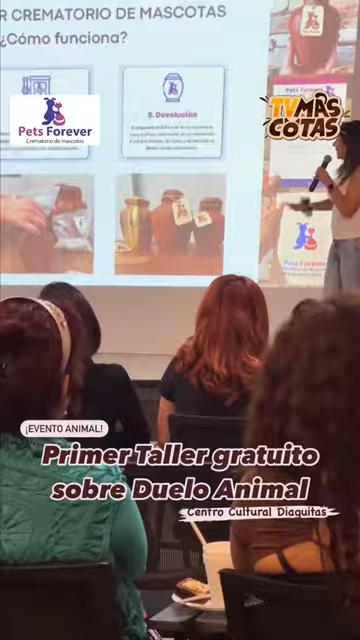 R CREMATORIO DE MASCOTAS
¿Cómo funciona?
Pets Forever
Crematorio de mascotas
3. Devolución
TV MAS
COTAS
Pets Forever
¡EVENTO ANIMAL!
Primer Taller gratuito
sobre Duelo Animal
Centro Cultural Diaguitas